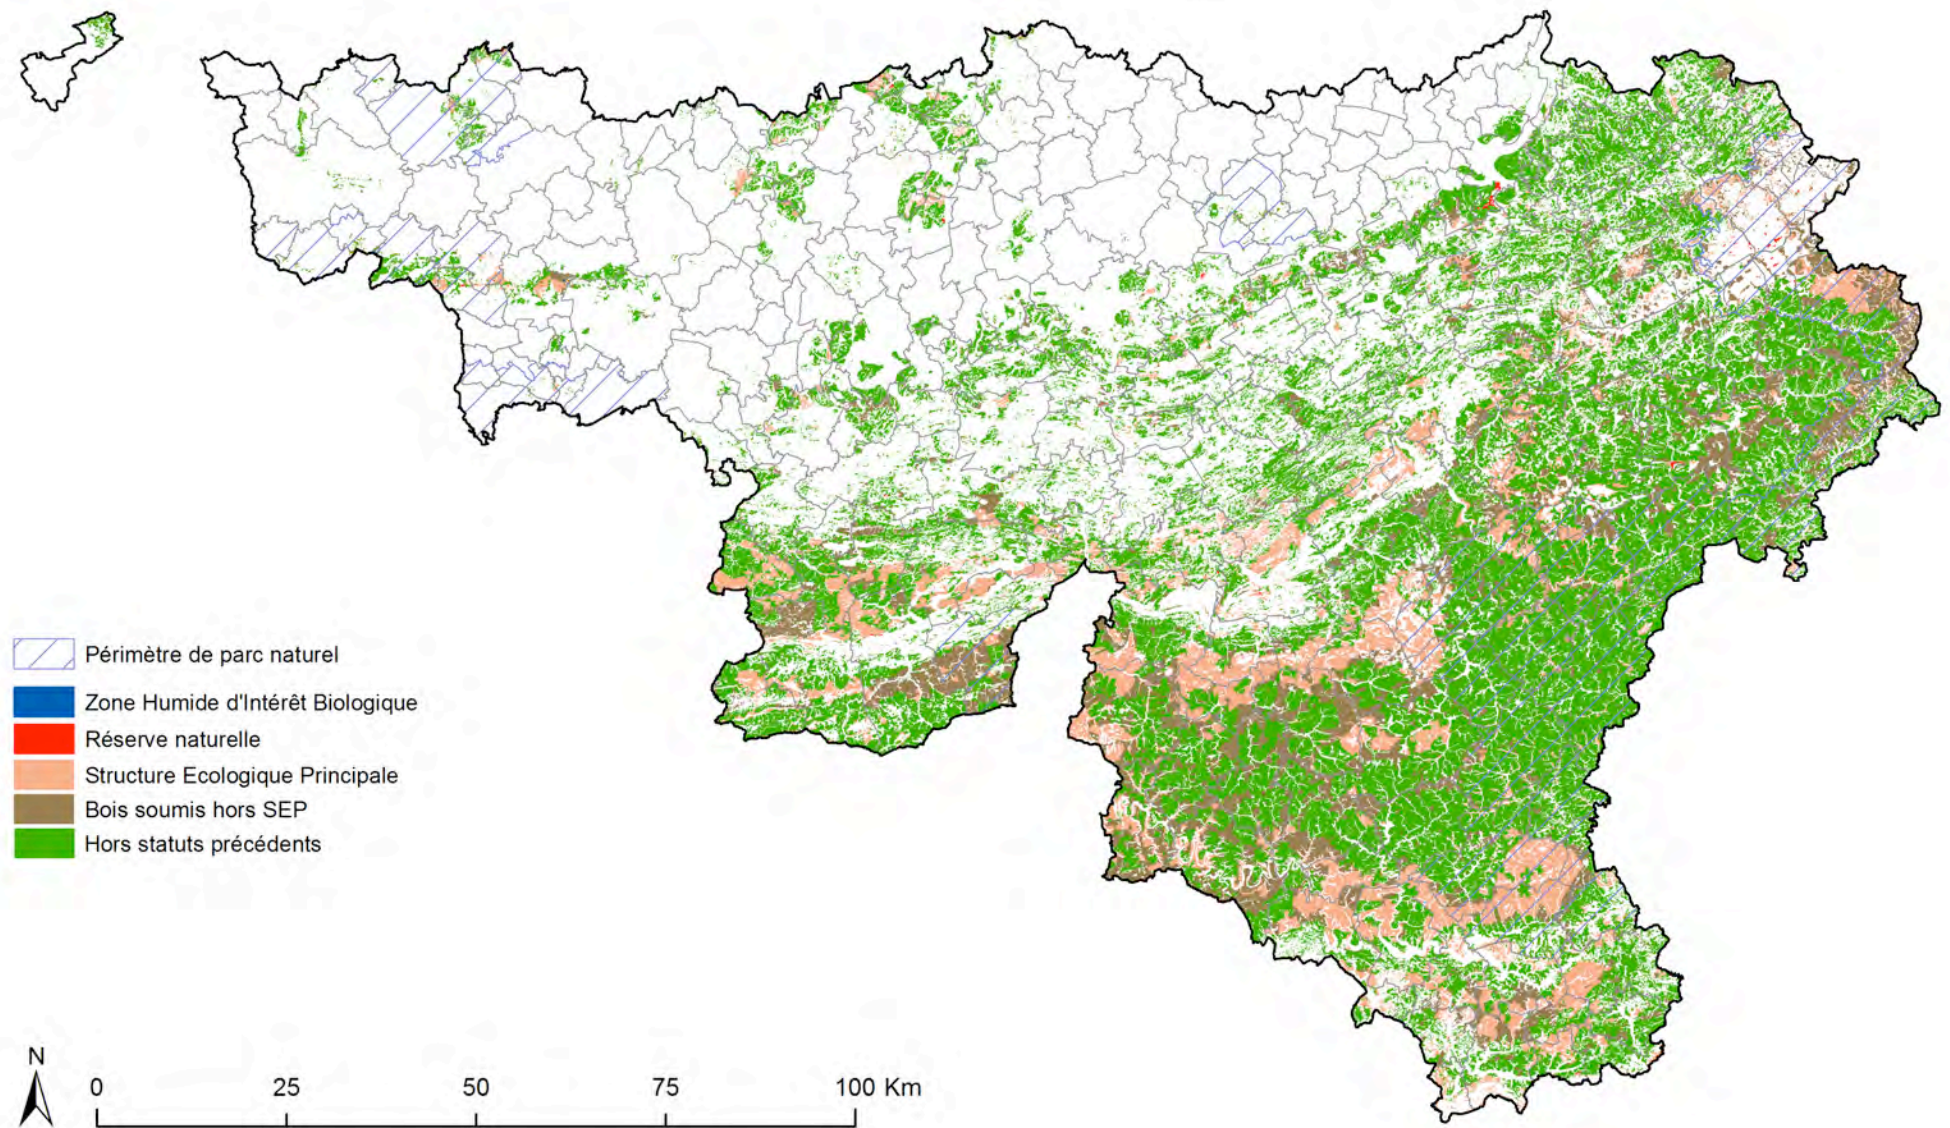 Périmètre de parc naturel
Zone Humide d'Intérêt Biologique
Réserve naturelle
Structure Ecologique Principale
Bois soumis hors SEP
Hors statuts précédents
N
0 25 50 75 100 Km